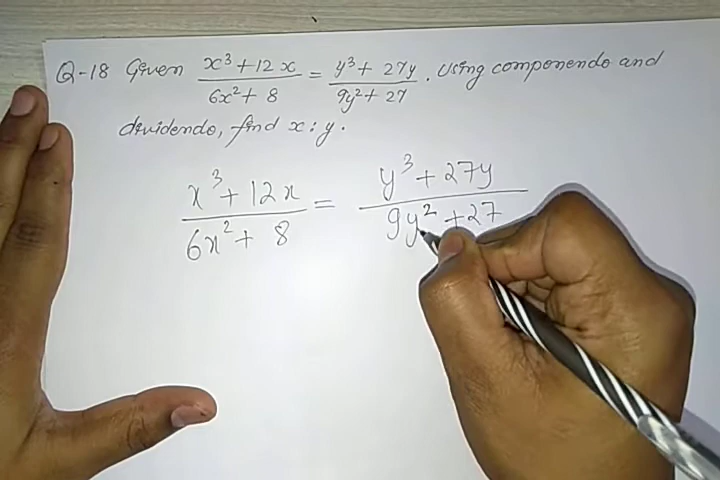 Q-18 Given x³+12x / 6x²+8 = y³+27y / 9y²+27 . Using componendo and
dividendo, find x:y.
x³+12x / 6x²+8 = y³+27y / 9y²+27